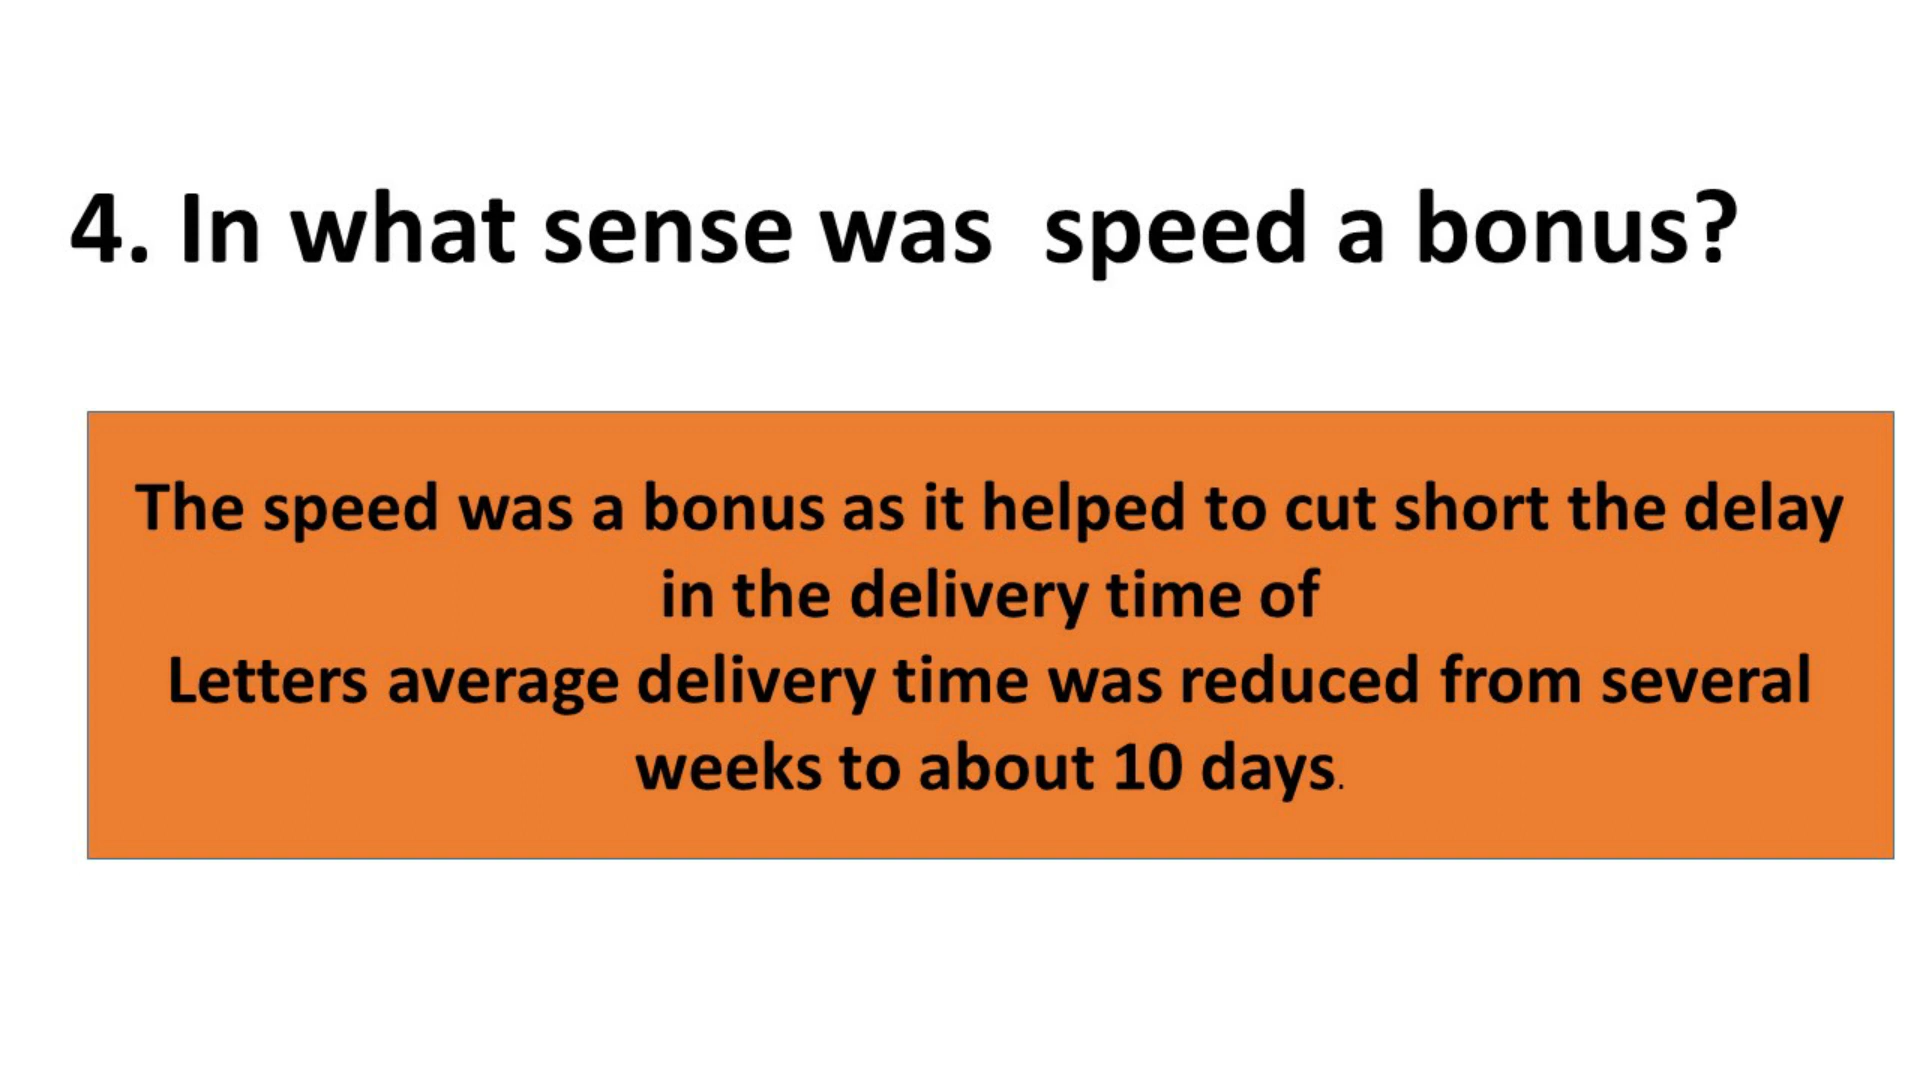 4. In what sense was  speed a bonus?
The speed was a bonus as it helped to cut short the delay
in the delivery time of
Letters average delivery time was reduced from several
weeks to about 10 days.